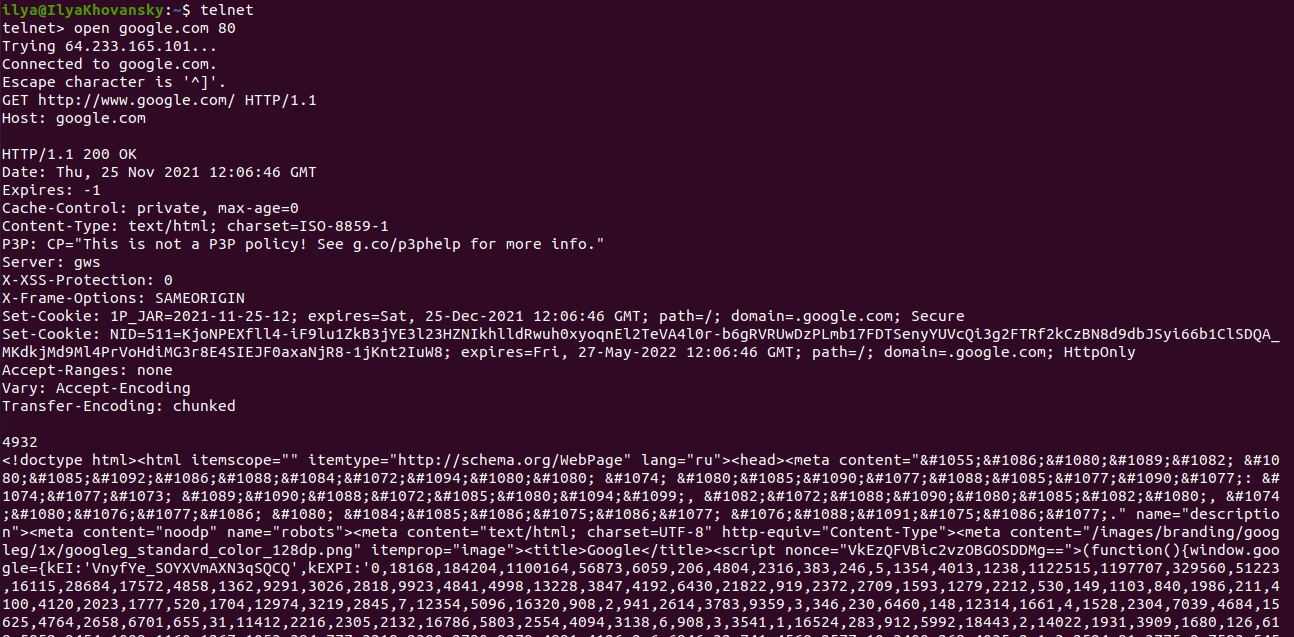 ilya@IlyaKhovansky:~$ telnet
telnet> open google.com 80
Trying 64.233.165.101...
Connected to google.com.
Escape character is '^]'.
GET http://www.google.com/ HTTP/1.1
Host: google.com
HTTP/1.1 200 OK
Date: Thu, 25 Nov 2021 12:06:46 GMT
Expires: -1
Cache-Control: private, max-age=0
Content-Type: text/html; charset=ISO-8859-1
P3P: CP="This is not a P3P policy! See g.co/p3phelp for more info."
Server: gws
X-XSS-Protection: 0
X-Frame-Options: SAMEORIGIN
Set-Cookie: 1P_JAR=2021-11-25-12; expires=Sat, 25-Dec-2021 12:06:46 GMT; path=/; domain=.google.com; Secure
Set-Cookie: NID=511=KjoNPEXfll4-iF9lu1ZkB3jYE3l23HZNIkhlldRwuh0xyoqnEl2TeVA4l0r-b6gRVRUwDzPLmb17FDTSenyYUVcQi3g2FTRf2kCzBN8d9dbJSyi66b1ClSDQA_
MKdkjMd9Ml4PrVoHdiMG3r8E4SIEJF0axaNjR8-1jKnt2IuW8; expires=Fri, 27-May-2022 12:06:46 GMT; path=/; domain=.google.com; HttpOnly
Accept-Ranges: none
Vary: Accept-Encoding
Transfer-Encoding: chunked
4932
<!doctype html><html itemscope="" itemtype="http://schema.org/WebPage" lang="ru"><head><meta content="&#1055;&#1086;&#1080;&#1089;&#1082; &#10
80;&#1085;&#1092;&#1086;&#1088;&#1084;&#1072;&#1094;&#1080;&#1080; &#1074; &#1080;&#1085;&#1090;&#1077;&#1088;&#1085;&#1077;&#1090;&#1077;: &#
1074;&#1077;&#1073; &#1089;&#1090;&#1088;&#1072;&#1085;&#1080;&#1094;&#1099;, &#1082;&#1072;&#1088;&#1090;&#1080;&#1085;&#1082;&#1080;, &#1074
;&#1080;&#1076;&#1077;&#1086; &#1080; &#1084;&#1085;&#1086;&#1075;&#1086;&#1077; &#1076;&#1088;&#1091;&#1075;&#1086;&#1077;." name="descriptio
n"><meta content="noodp" name="robots"><meta content="text/html; charset=UTF-8" http-equiv="Content-Type"><meta content="/images/branding/goog
leg/1x/googleg_standard_color_128dp.png" itemprop="image"><title>Google</title><script nonce="VkEzQFVBic2vzOBGOSDDMg==">(function(){window.goo
gle={kEI:'VnyfYe_SOYXVmAXN3qSQCQ',kEXPI:'0,18168,184204,1100164,56873,6059,206,4804,2316,383,246,5,1354,4013,1238,1122515,1197707,329560,51223
,16115,28684,17572,4858,1362,9291,3026,2818,9923,4841,4998,13228,3847,4192,6430,21822,919,2372,2709,1593,1279,2212,530,149,1103,840,1986,211,4
100,4120,2023,1777,520,1704,12974,3219,2845,7,12354,5096,16320,908,2,941,2614,3783,9359,3,346,230,6460,148,12314,1661,4,1528,2304,7039,4684,15
625,4764,2658,6701,655,31,11412,2216,2305,2132,16786,5803,2554,4094,3138,6,908,3,3541,1,16524,283,912,5992,18443,2,14022,1931,3909,1680,126,61